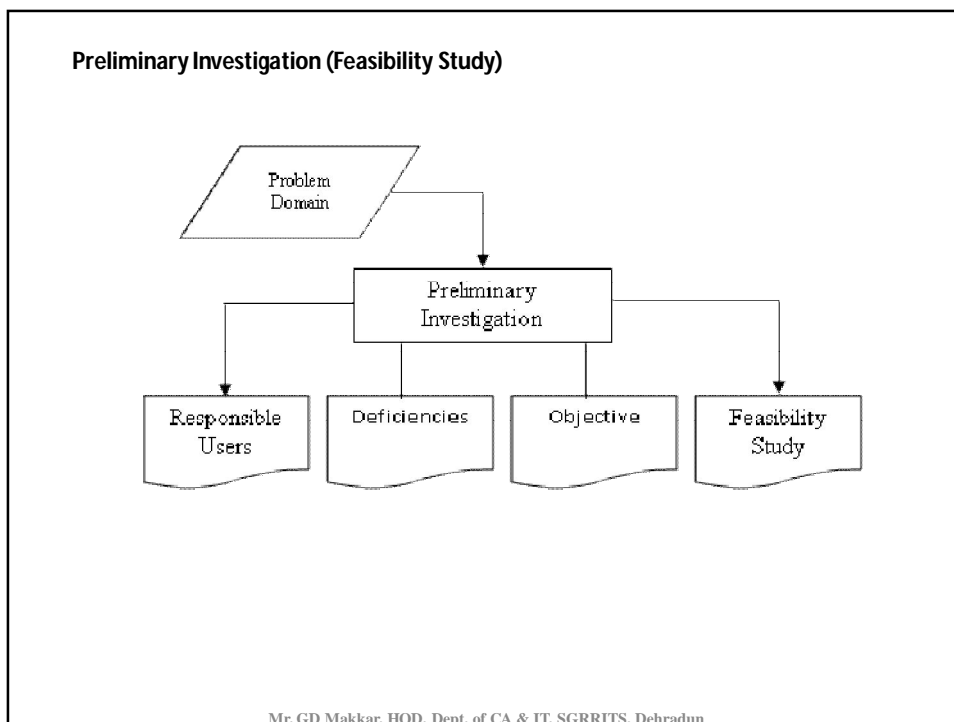 Preliminary Investigation (Feasibility Study)
Problem
Domain
Preliminary
Investigation
Responsible
Users
Deficiencies
Objective
Feasibility
Study
Mr. GD Makkar, HOD, Dept. of CA & IT, SGRRITS, Dehradun